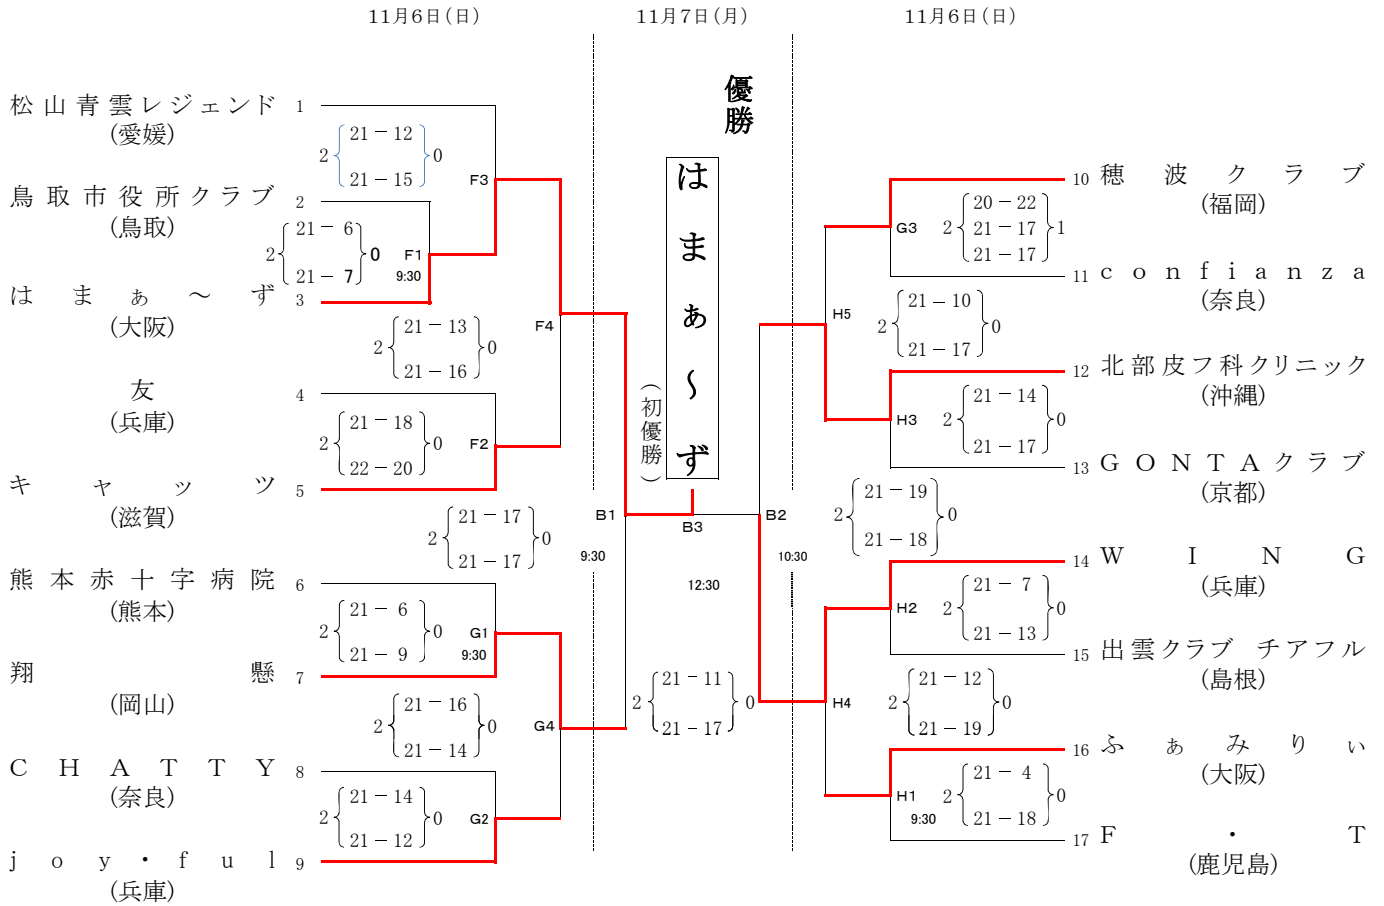 11月6日(日)
11月7日(月)
11月6日(日)
優勝
はまぁ～ず
(初優勝)
松山青雲レジェンド 1
(愛媛)
2 21－12 0
21－15
F3
鳥取市役所クラブ 2
(鳥取)
2 21－6 0
21－7
F1
9:30
はまぁ～ず 3
(大阪)
2 21－13 0
21－16
F4
友 4
(兵庫)
2 21－18 0
22－20
F2
キャッツ 5
(滋賀)
2 21－17 0
21－17
B1
9:30
熊本赤十字病院 6
(熊本)
2 21－6 0
21－9
G1
9:30
翔懸 7
(岡山)
2 21－16 0
21－14
G4
CHATTY 8
(奈良)
2 21－14 0
21－12
G2
joy・ful 9
(兵庫)
B3
12:30
2 21－11 0
21－17
B2
10:30
10 穂波クラブ
(福岡)
G3
2 20－22 1
21－17
21－17
11 confianza
(奈良)
H5
2 21－10 0
21－17
12 北部皮フ科クリニック
(沖縄)
H3
2 21－14 0
21－17
13 GONTAクラブ
(京都)
2 21－19 0
21－18
14 WING
(兵庫)
H2
2 21－7 0
21－13
15 出雲クラブ チアフル
(島根)
H4
2 21－12 0
21－19
16 ふぁみりぃ
(大阪)
H1
9:30
2 21－4 0
21－18
17 F・T
(鹿児島)